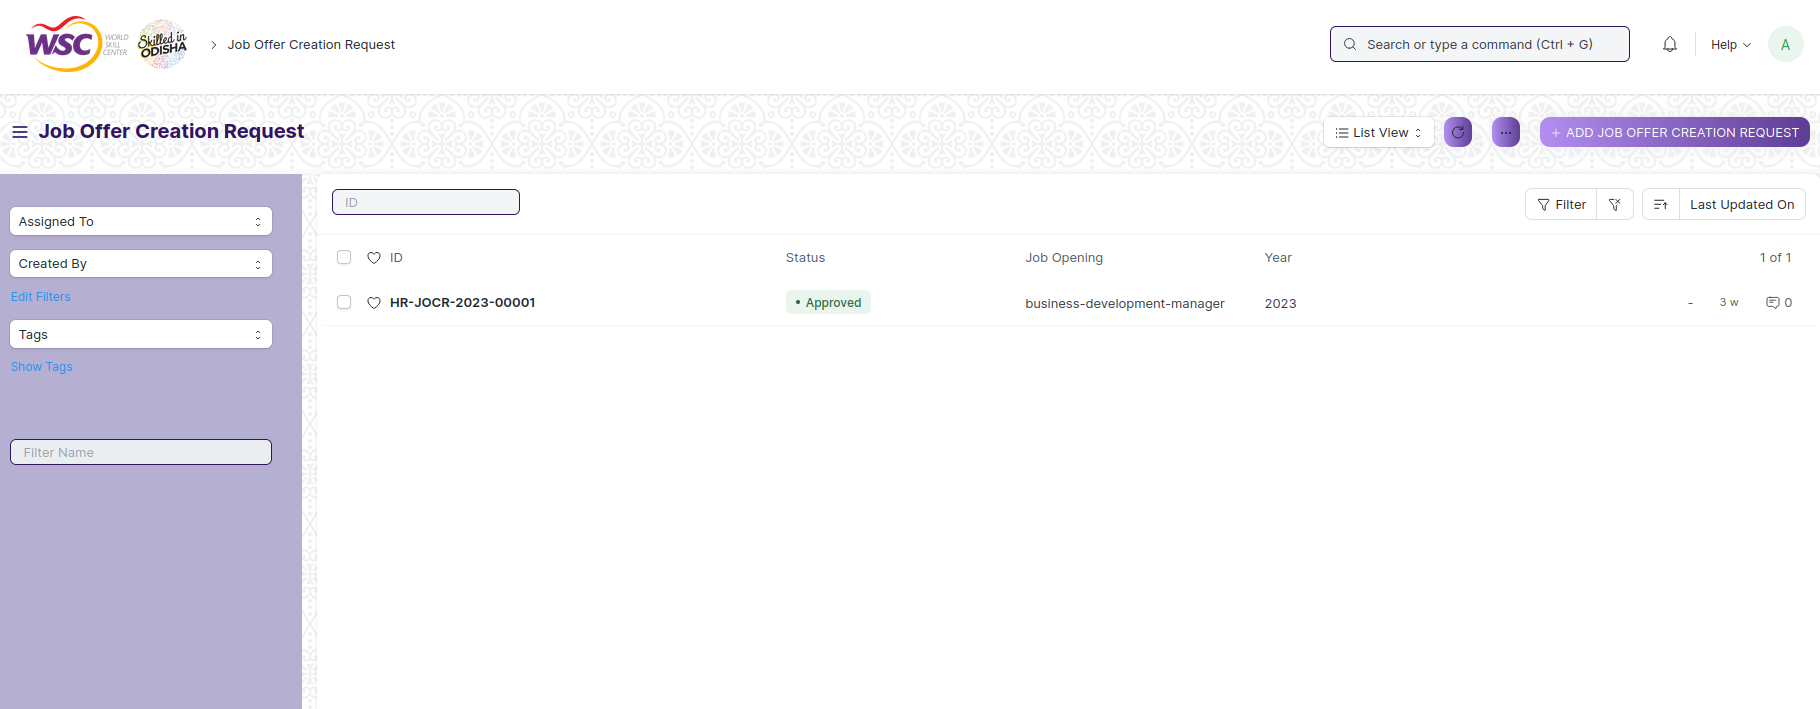 WSC WORLD SKILL CENTER
Skilled in ODISHA
Job Offer Creation Request
Search or type a command (Ctrl + G)
Help
A
Job Offer Creation Request
List View
+ ADD JOB OFFER CREATION REQUEST
Assigned To
Created By
Edit Filters
Tags
Show Tags
Filter Name
ID
Filter
Last Updated On
ID Status Job Opening Year 1 of 1
HR-JOCR-2023-00001 • Approved business-development-manager 2023 - 3 w 0